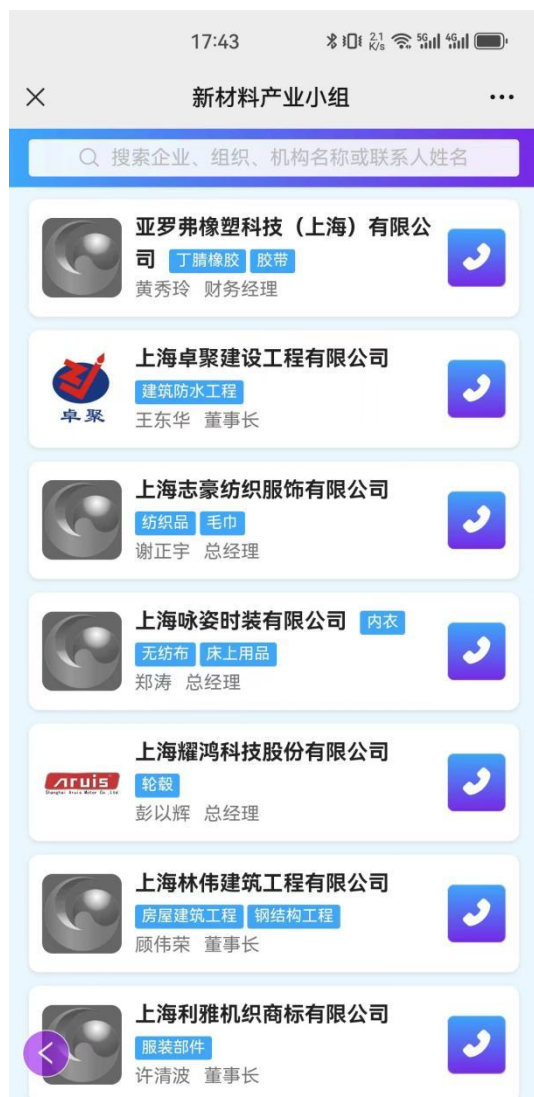 17:43 2.1 K/s 5G 4G
新材料产业小组
搜索企业、组织、机构名称或联系人姓名
亚罗弗橡塑科技（上海）有限公
司 丁腈橡胶 胶带
黄秀玲 财务经理
上海卓聚建设工程有限公司
建筑防水工程
卓聚
王东华 董事长
上海志豪纺织服饰有限公司
纺织品 毛巾
谢正宇 总经理
上海咏姿时装有限公司 内衣
无纺布 床上用品
郑涛 总经理
上海耀鸿科技股份有限公司
Aruis
Shanghai Aruis Motor Co.,Ltd
轮毂
彭以辉 总经理
上海林伟建筑工程有限公司
房屋建筑工程 钢结构工程
顾伟荣 董事长
上海利雅机织商标有限公司
服装部件
许清波 董事长